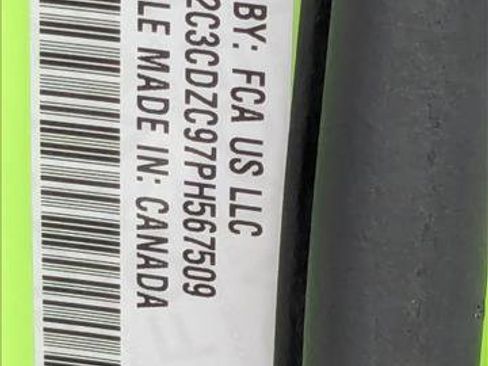 BY: FCA US LLC
2C3CDZC97PH567509
LE MADE IN: CANADA